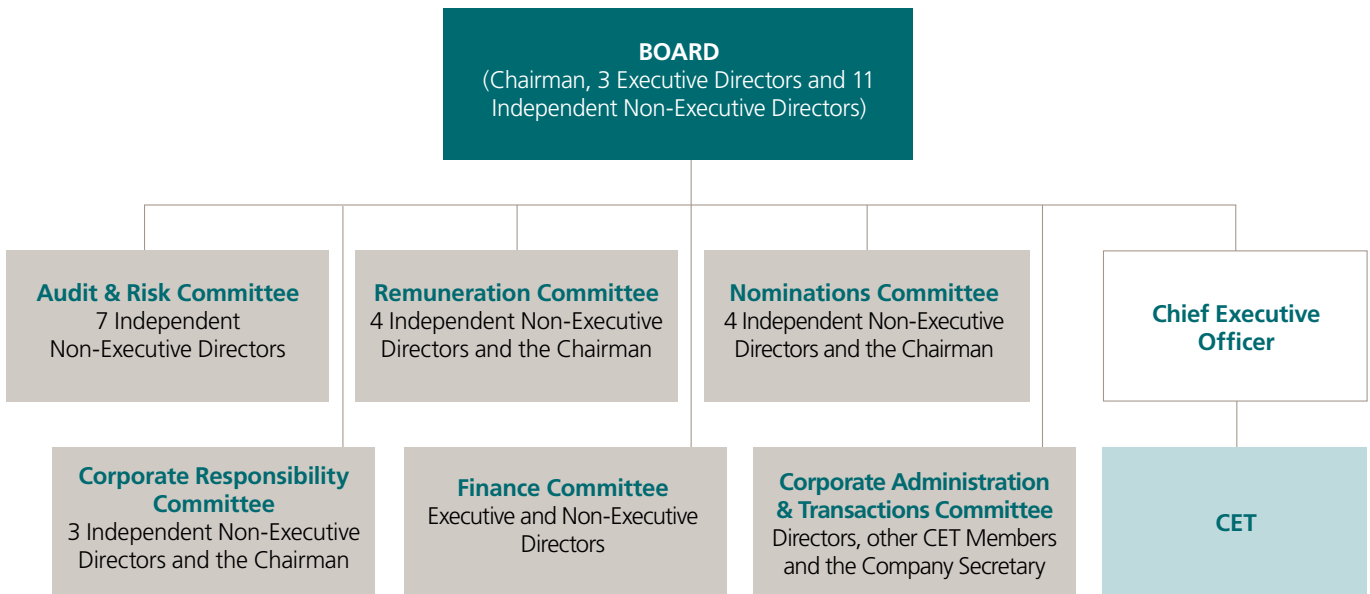 BOARD
(Chairman, 3 Executive Directors and 11
Independent Non-Executive Directors)
Audit & Risk Committee
7 Independent
Non-Executive Directors
Remuneration Committee
4 Independent Non-Executive
Directors and the Chairman
Nominations Committee
4 Independent Non-Executive
Directors and the Chairman
Chief Executive
Officer
Corporate Responsibility
Committee
3 Independent Non-Executive
Directors and the Chairman
Finance Committee
Executive and Non-Executive
Directors
Corporate Administration
& Transactions Committee
Directors, other CET Members
and the Company Secretary
CET